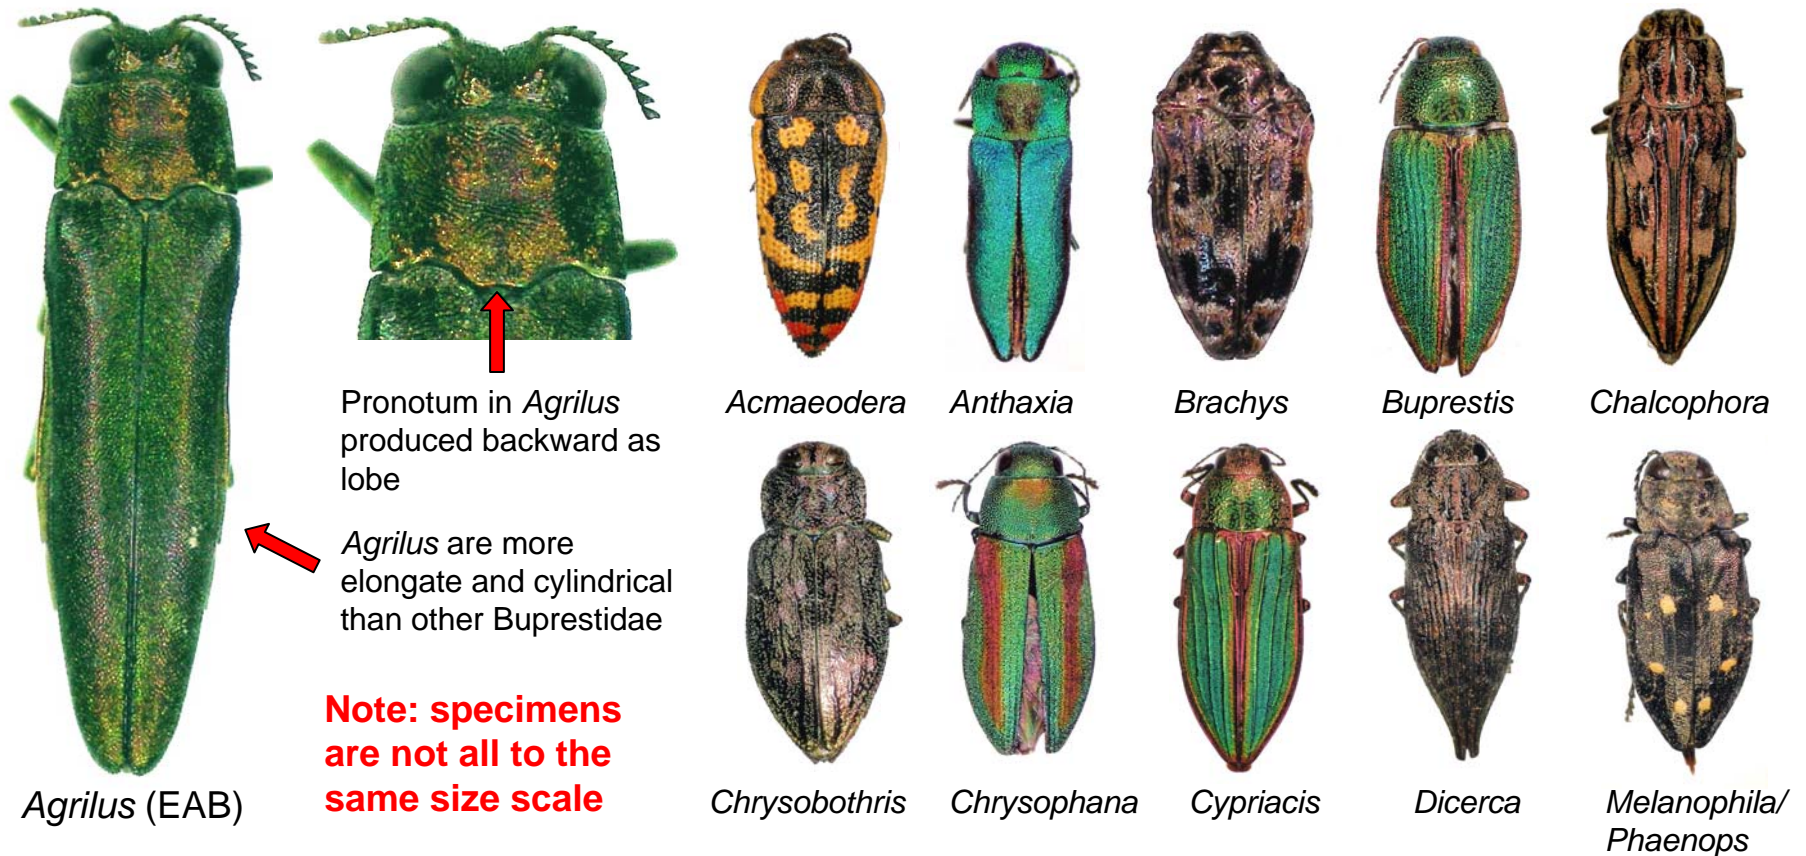 Pronotum in Agrilus
produced backward as
lobe
Agrilus are more
elongate and cylindrical
than other Buprestidae
Note: specimens
are not all to the
same size scale
Agrilus (EAB)
Acmaeodera
Anthaxia
Brachys
Buprestis
Chalcophora
Chrysobothris
Chrysophana
Cypriacis
Dicerca
Melanophila/
Phaenops